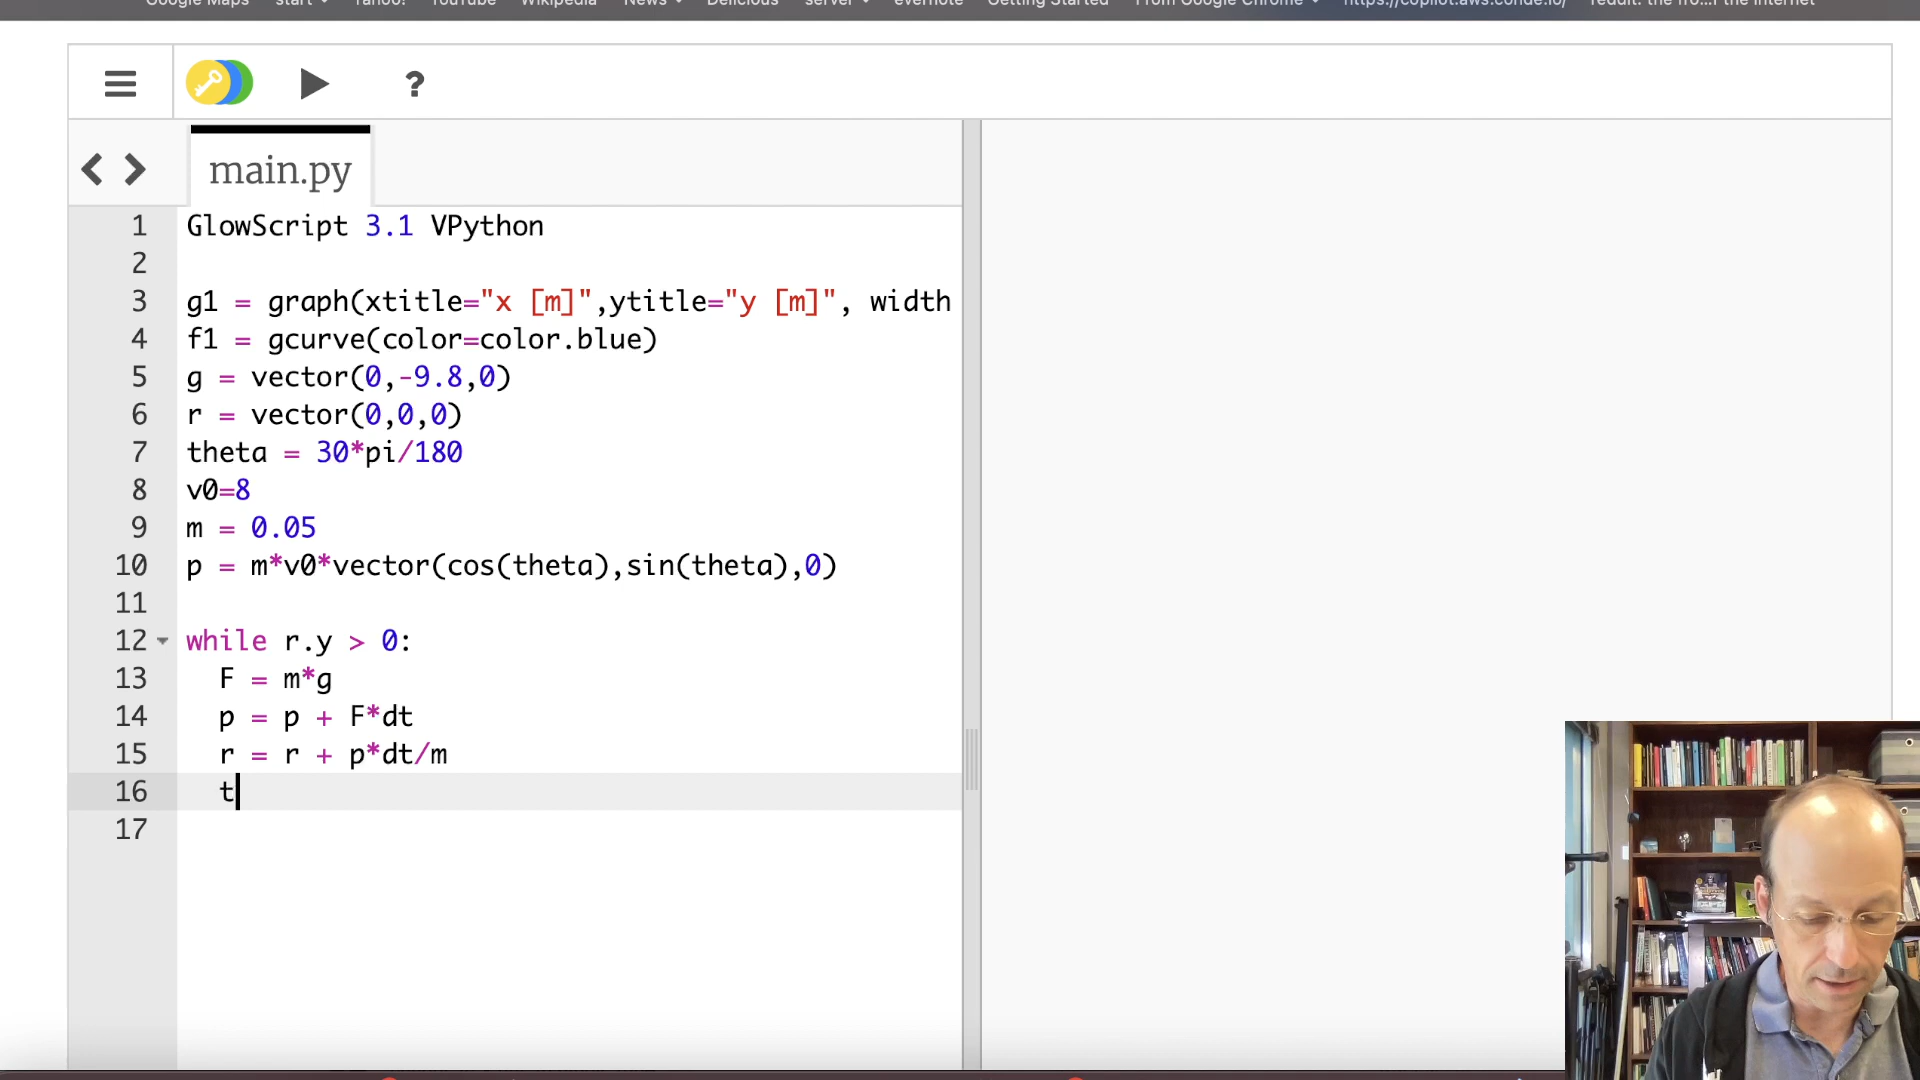 Google Maps start Yahoo! YouTube Wikipedia News Delicious server evernote Getting Started From Google Chrome https://copilot.aws.conde.io/ reddit: the fro...f the internet
?
main.py
1 GlowScript 3.1 VPython
2
3 g1 = graph(xtitle="x [m]",ytitle="y [m]", width
4 f1 = gcurve(color=color.blue)
5 g = vector(0,-9.8,0)
6 r = vector(0,0,0)
7 theta = 30*pi/180
8 v0=8
9 m = 0.05
10 p = m*v0*vector(cos(theta),sin(theta),0)
11
12 while r.y > 0:
13 F = m*g
14 p = p + F*dt
15 r = r + p*dt/m
16 t
17